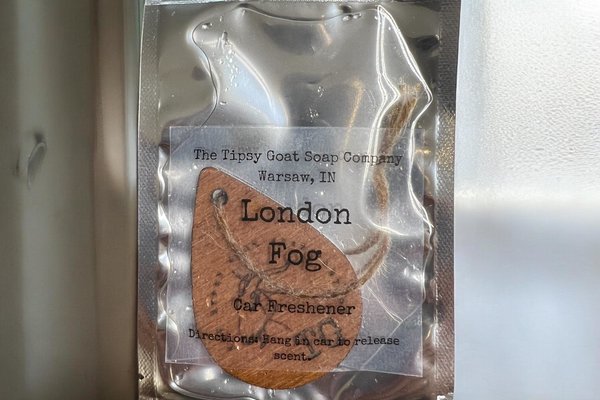 The Tipsy Goat Soap Company
Warsaw, IN
London
Fog
Car Freshener
Directions: Hang in car to release
scent.